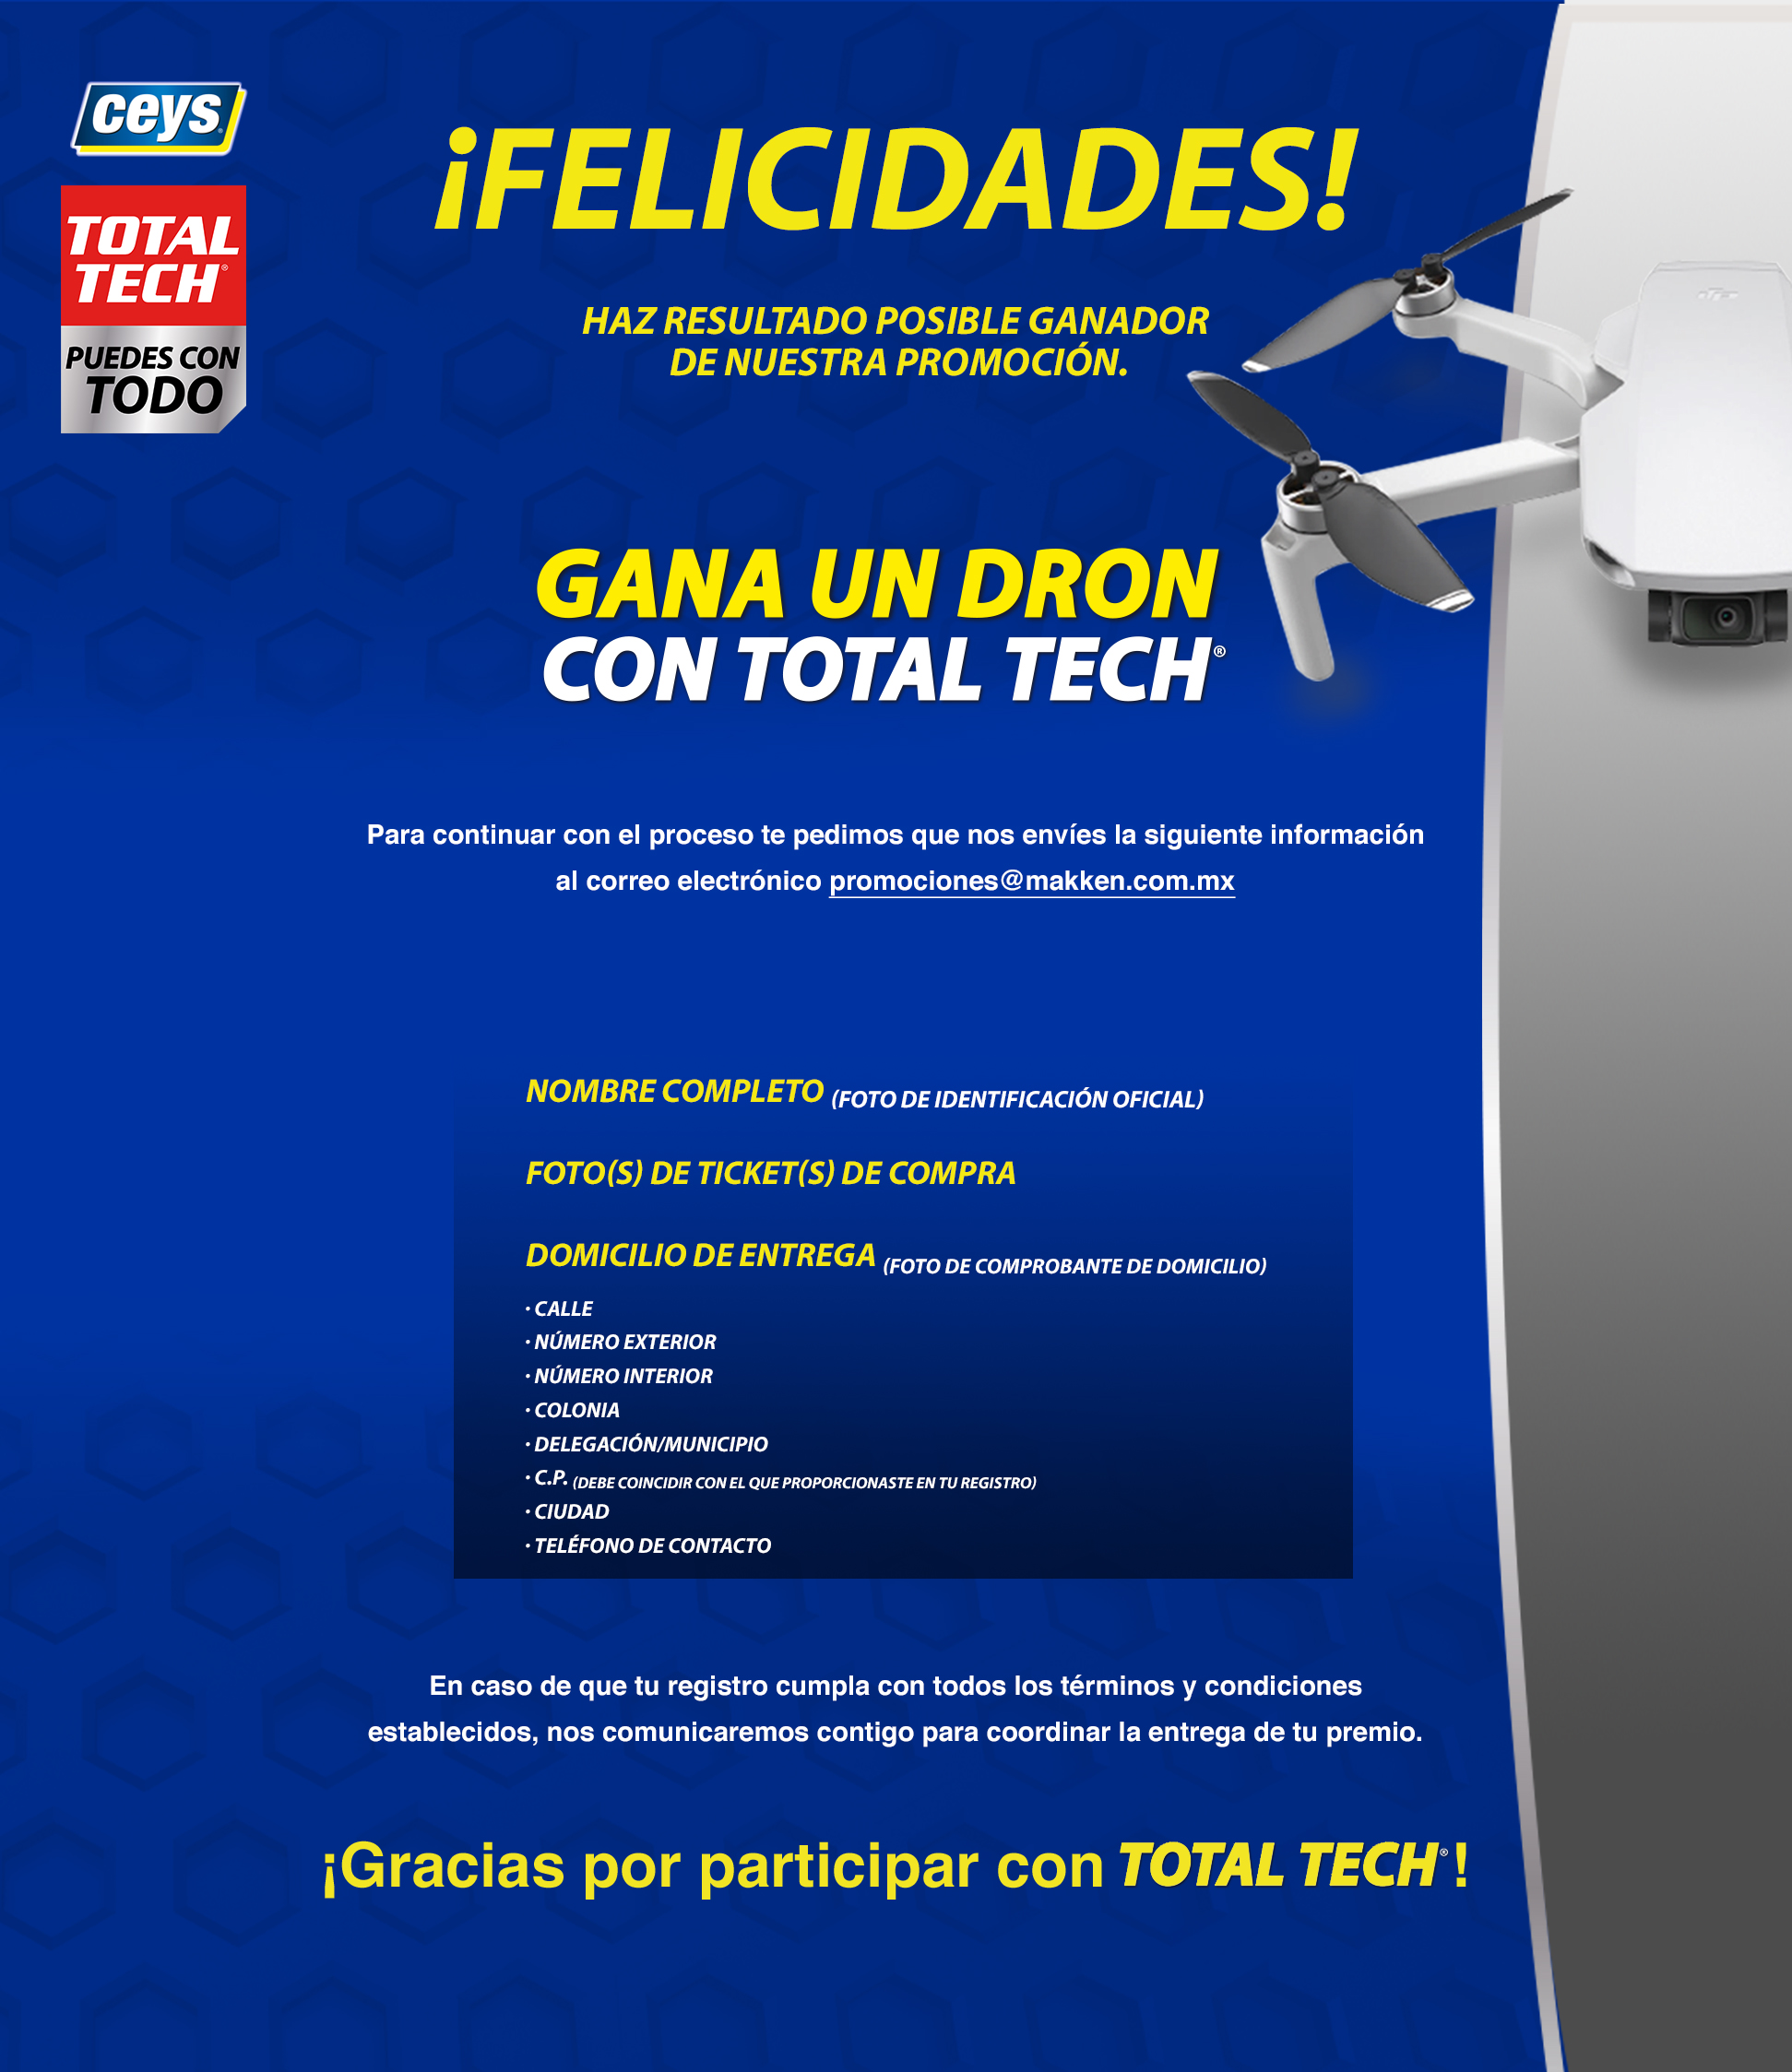 ceys
TOTAL
TECH®
PUEDES CON
TODO
¡FELICIDADES!
HAZ RESULTADO POSIBLE GANADOR
DE NUESTRA PROMOCIÓN.
GANA UN DRON
CON TOTAL TECH®
Para continuar con el proceso te pedimos que nos envíes la siguiente información
al correo electrónico promociones@makken.com.mx
NOMBRE COMPLETO (FOTO DE IDENTIFICACIÓN OFICIAL)
FOTO(S) DE TICKET(S) DE COMPRA
DOMICILIO DE ENTREGA (FOTO DE COMPROBANTE DE DOMICILIO)
· CALLE
· NÚMERO EXTERIOR
· NÚMERO INTERIOR
· COLONIA
· DELEGACIÓN/MUNICIPIO
· C.P. (DEBE COINCIDIR CON EL QUE PROPORCIONASTE EN TU REGISTRO)
· CIUDAD
· TELÉFONO DE CONTACTO
En caso de que tu registro cumpla con todos los términos y condiciones
establecidos, nos comunicaremos contigo para coordinar la entrega de tu premio.
¡Gracias por participar con TOTAL TECH®!